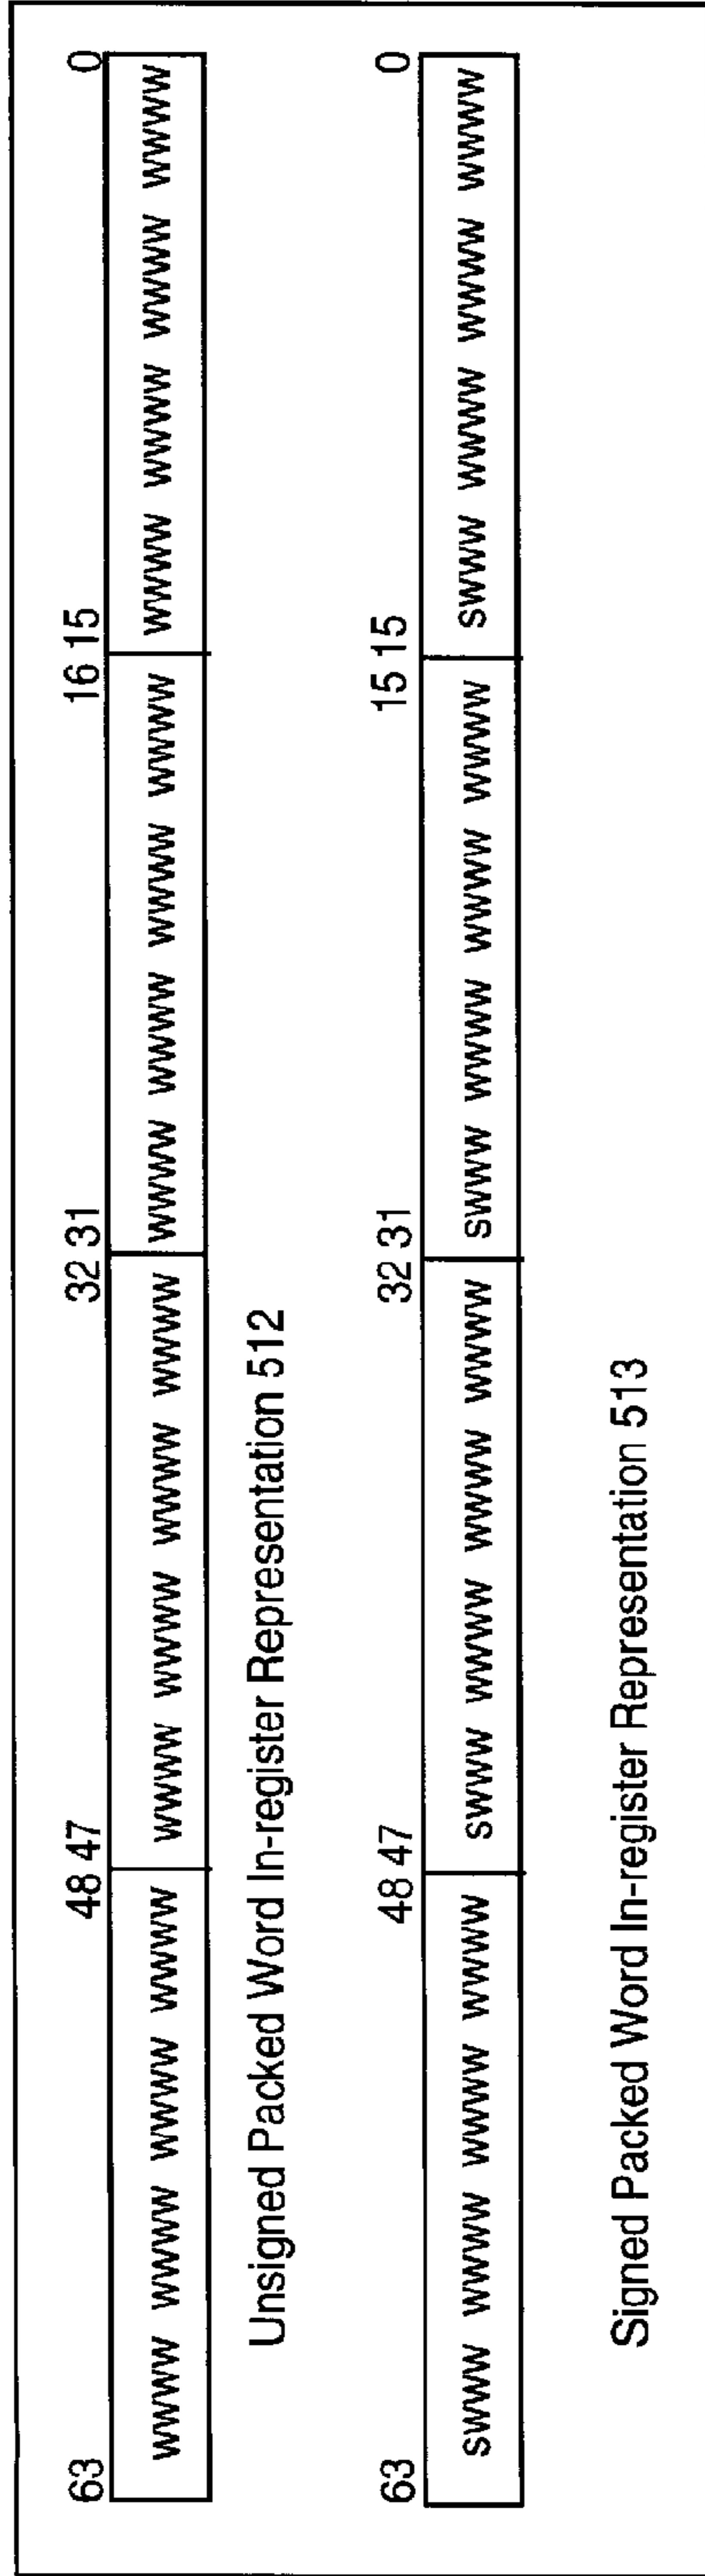 63 48 47 32 31 16 15 0
wwww wwww wwww wwww wwww wwww wwww wwww wwww wwww wwww wwww wwww wwww wwww wwww
Unsigned Packed Word In-register Representation 512
63 48 47 32 31 15 15 0
swww wwww wwww wwww swww wwww wwww wwww swww wwww wwww wwww swww wwww wwww wwww
Signed Packed Word In-register Representation 513